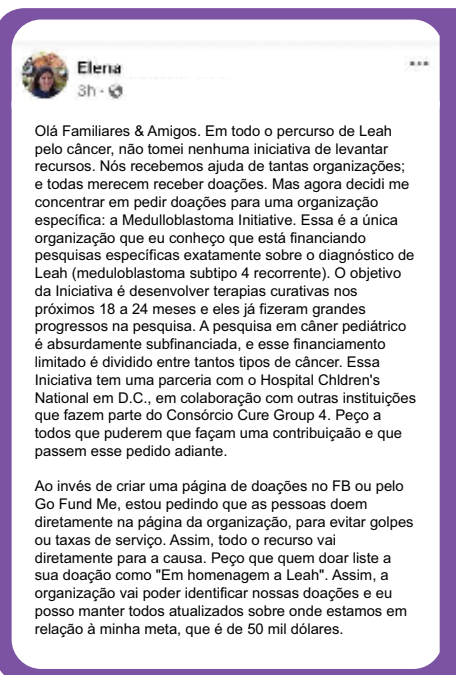 Elena
3h
Olá Familiares & Amigos. Em todo o percurso de Leah
pelo câncer, não tomei nenhuma iniciativa de levantar
recursos. Nós recebemos ajuda de tantas organizações;
e todas merecem receber doações. Mas agora decidi me
concentrar em pedir doações para uma organização
específica: a Medulloblastoma Initiative. Essa é a única
organização que eu conheço que está financiando
pesquisas específicas exatamente sobre o diagnóstico de
Leah (meduloblastoma subtipo 4 recorrente). O objetivo
da Iniciativa é desenvolver terapias curativas nos
próximos 18 a 24 meses e eles já fizeram grandes
progressos na pesquisa. A pesquisa em câner pediátrico
é absurdamente subfinanciada, e esse financiamento
limitado é dividido entre tantos tipos de câncer. Essa
Iniciativa tem uma parceria com o Hospital Chldren's
National em D.C., em colaboração com outras instituições
que fazem parte do Consórcio Cure Group 4. Peço a
todos que puderem que façam uma contribuiçaão e que
passem esse pedido adiante.
Ao invés de criar uma página de doações no FB ou pelo
Go Fund Me, estou pedindo que as pessoas doem
diretamente na página da organização, para evitar golpes
ou taxas de serviço. Assim, todo o recurso vai
diretamente para a causa. Peço que quem doar liste a
sua doação como "Em homenagem a Leah". Assim, a
organização vai poder identificar nossas doações e eu
posso manter todos atualizados sobre onde estamos em
relação à minha meta, que é de 50 mil dólares.